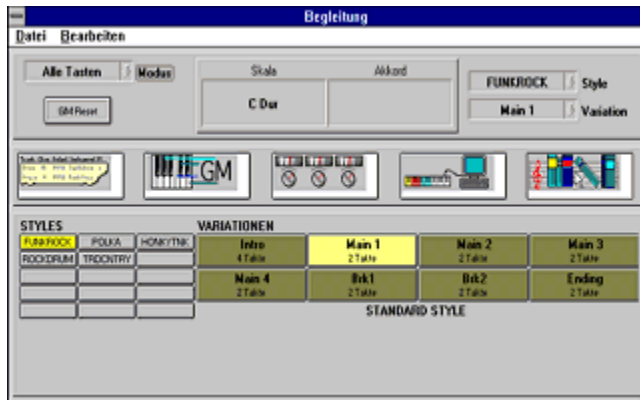 Begleitung
Datei Bearbeiten
Alle Tasten Modus
GM Reset
Skala Akkord
C Dur
FUNKROCK Style
Main 1 Variation
GM
STYLES
FUNKROCK POLKA HONKYTNK
ROCKDRUM TRDCNTRY
VARIATIONEN
Intro Main 1 Main 2 Main 3
4 Takte 2 Takte 2 Takte 2 Takte
Main 4 Brk1 Brk2 Ending
2 Takte 2 Takte 2 Takte 2 Takte
STANDARD STYLE